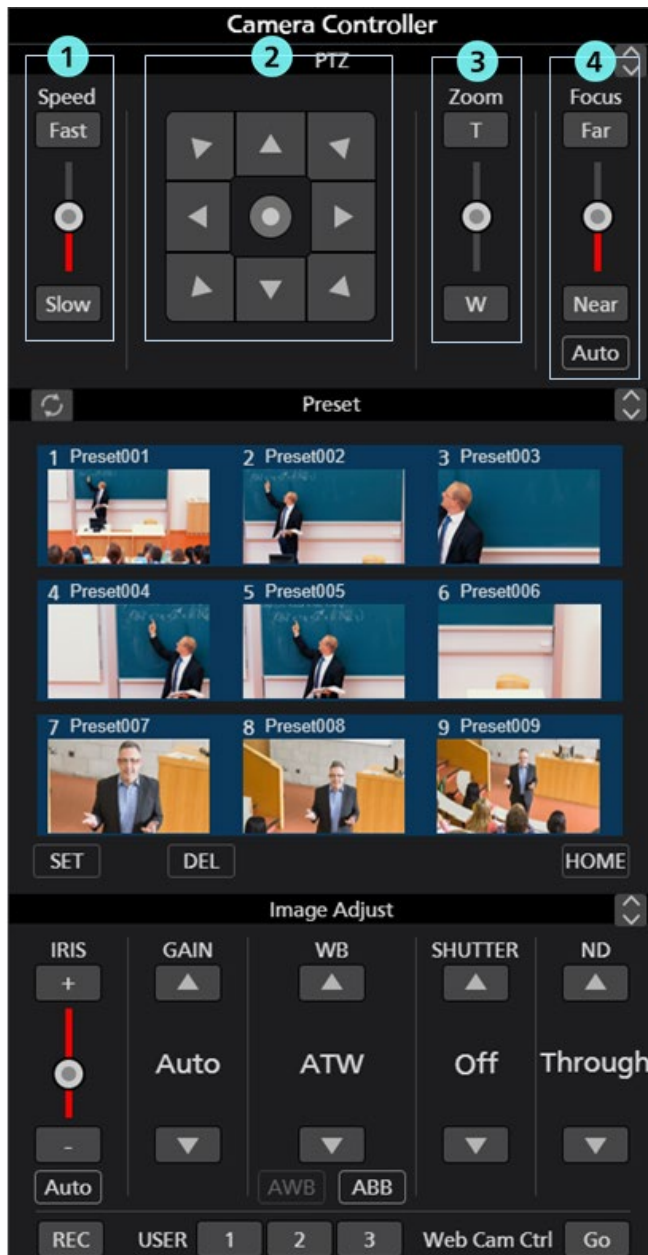 Camera Controller
1 2 PTZ 3 4
Speed Zoom Focus
Fast T Far
Slow W Near
Auto
Preset
1 Preset001 2 Preset002 3 Preset003
4 Preset004 5 Preset005 6 Preset006
7 Preset007 8 Preset008 9 Preset009
SET DEL HOME
Image Adjust
IRIS GAIN WB SHUTTER ND
+
Auto ATW Off Through
-
Auto AWB ABB
REC USER 1 2 3 Web Cam Ctrl Go